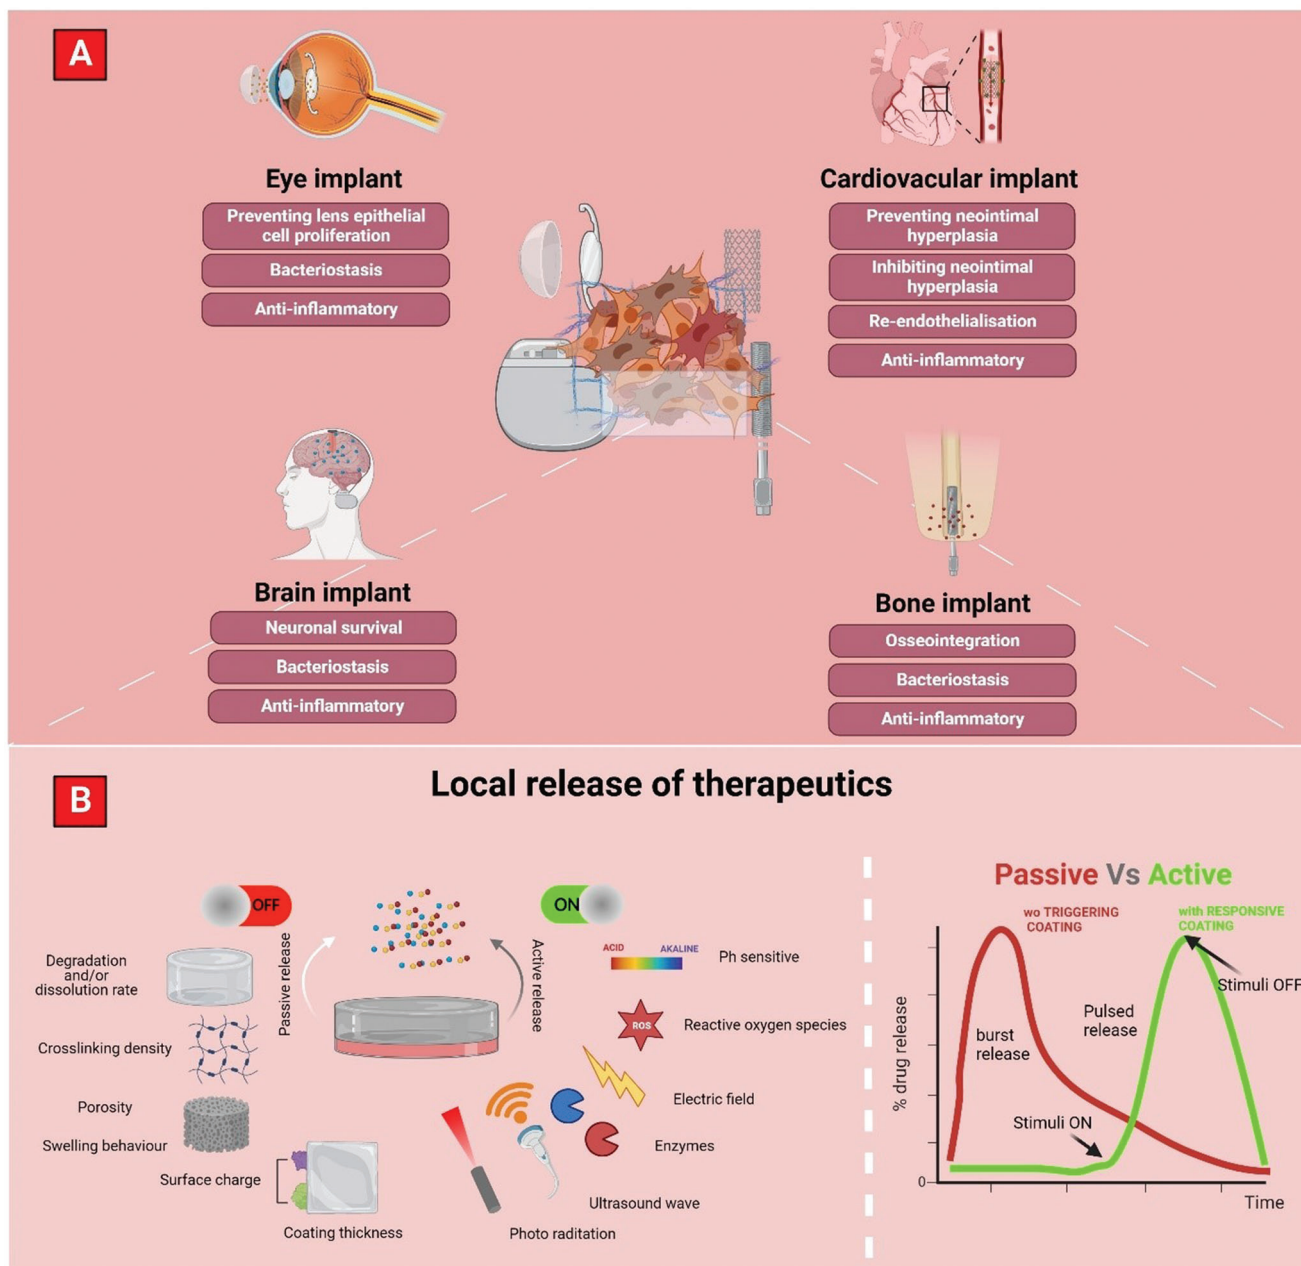 A
Eye implant
Preventing lens epithelial
cell proliferation
Bacteriostasis
Anti-inflammatory
Cardiovacular implant
Preventing neointimal
hyperplasia
Inhibiting neointimal
hyperplasia
Re-endothelialisation
Anti-inflammatory
Brain implant
Neuronal survival
Bacteriostasis
Anti-inflammatory
Bone implant
Osseointegration
Bacteriostasis
Anti-inflammatory
B
Local release of therapeutics
OFF
Passive release
Degradation
and/or
dissolution rate
Crosslinking density
Porosity
Swelling behaviour
Surface charge
Coating thickness
ON
Active release
ACID
AKALINE
Ph sensitive
ROS
Reactive oxygen species
Electric field
Enzymes
Ultrasound wave
Photo raditation
Passive Vs Active
wo TRIGGERING
COATING
with RESPONSIVE
COATING
Stimuli OFF
Pulsed
release
burst
release
Stimuli ON
% drug release
0
Time